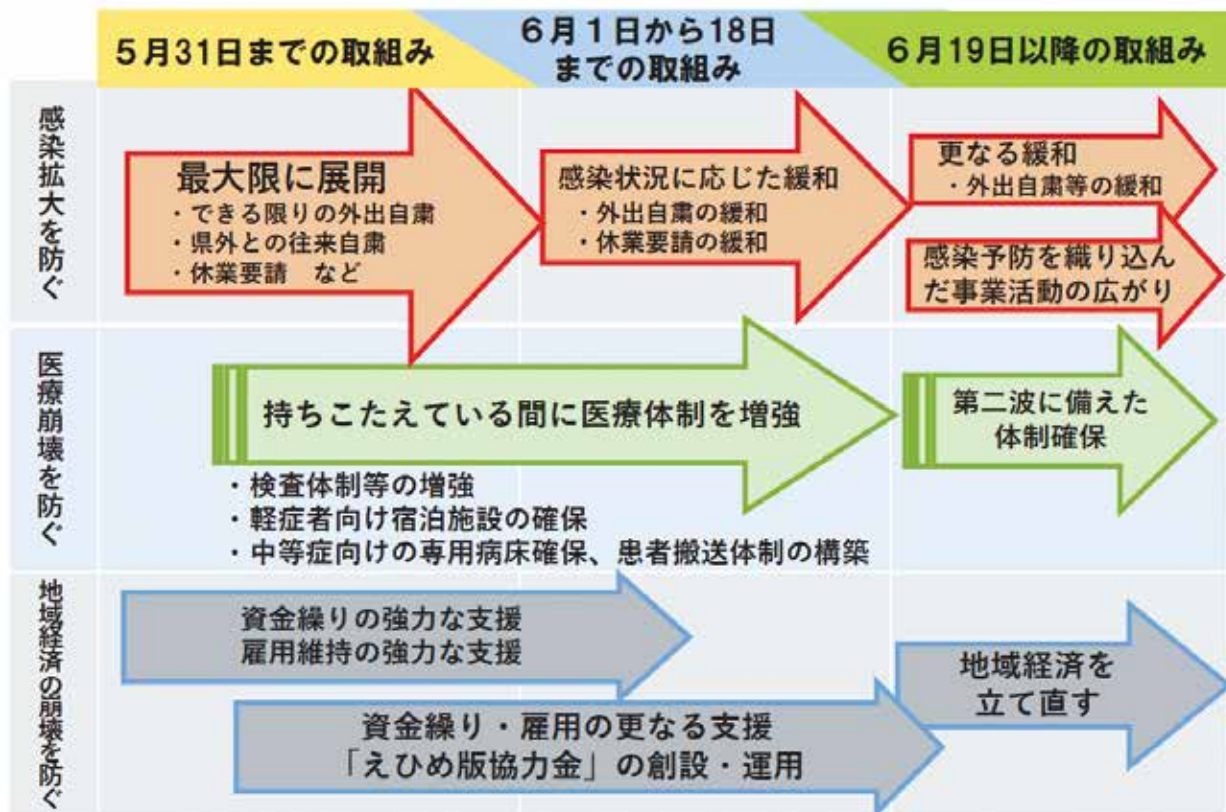 5月31日までの取組み
6月1日から18日
までの取組み
6月19日以降の取組み
感染拡大を防ぐ
最大限に展開
・できる限りの外出自粛
・県外との往来自粛
・休業要請　など
感染状況に応じた緩和
・外出自粛の緩和
・休業要請の緩和
更なる緩和
・外出自粛等の緩和
感染予防を織り込ん
だ事業活動の広がり
医療崩壊を防ぐ
持ちこたえている間に医療体制を増強
・検査体制等の増強
・軽症者向け宿泊施設の確保
・中等症向けの専用病床確保、患者搬送体制の構築
第二波に備えた
体制確保
地域経済の崩壊を防ぐ
資金繰りの強力な支援
雇用維持の強力な支援
資金繰り・雇用の更なる支援
「えひめ版協力金」の創設・運用
地域経済を
立て直す